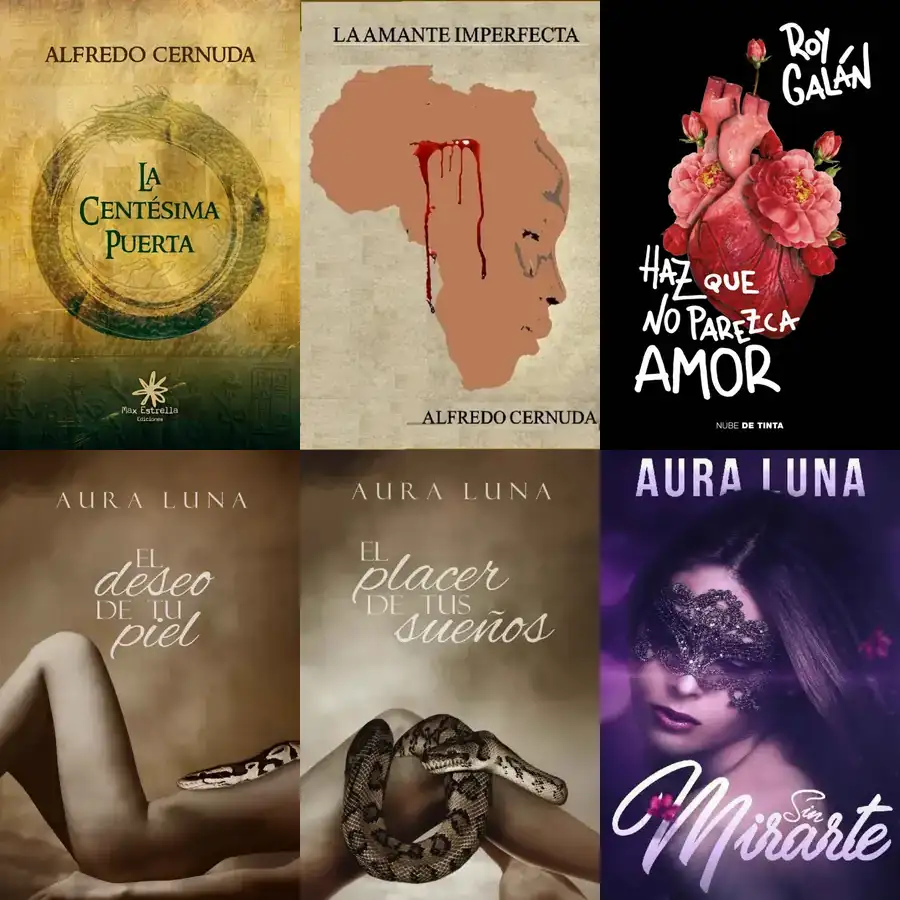 ALFREDO CERNUDA
LA
CENTÉSIMA
PUERTA
Max Estrella
Ediciones
LA AMANTE IMPERFECTA
ALFREDO CERNUDA
ROY
GALÁN
HAZ QUE
NO PAREZCA
AMOR
NUBE DE TINTA
AURA LUNA
EL
deseo
DE TU
piel
AURA LUNA
EL
placer
DE TUS
sueños
AURA LUNA
Sin
Mirarte